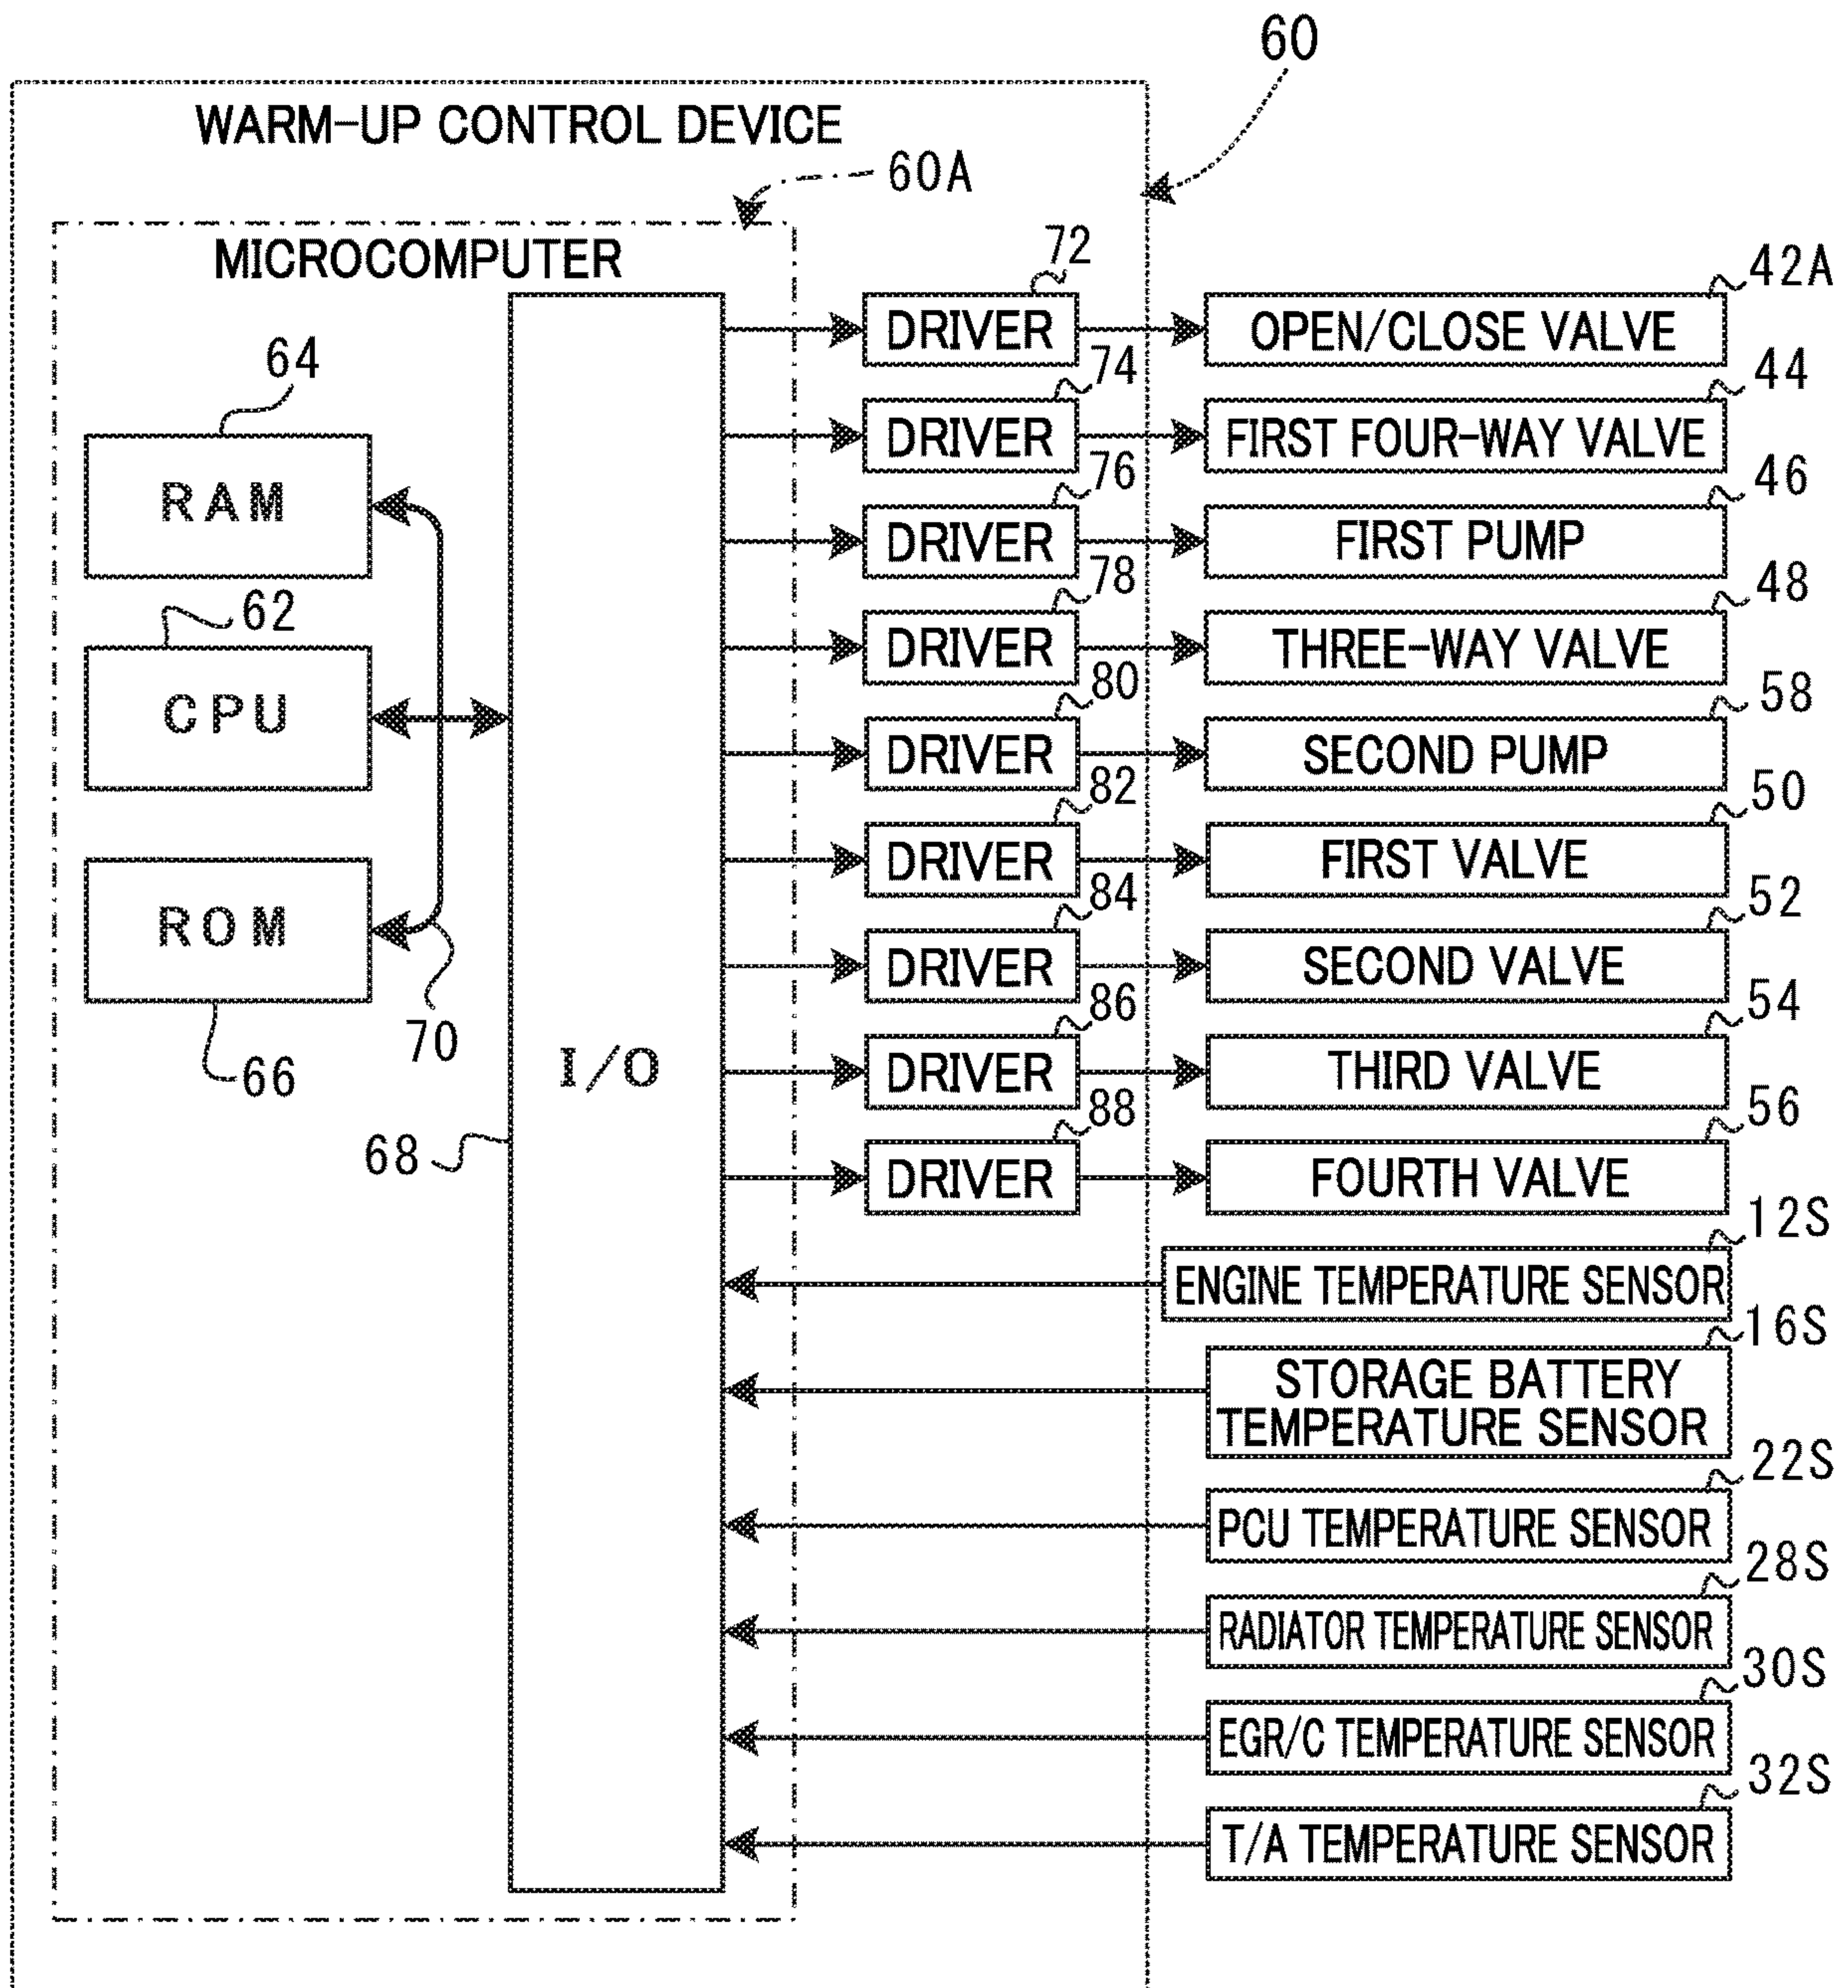 60
WARM-UP CONTROL DEVICE
60A
MICROCOMPUTER
72
42A
DRIVER
OPEN/CLOSE VALVE
64
74
44
DRIVER
FIRST FOUR-WAY VALVE
RAM
76
46
DRIVER
FIRST PUMP
62
78
48
DRIVER
THREE-WAY VALVE
CPU
80
58
DRIVER
SECOND PUMP
82
50
DRIVER
FIRST VALVE
ROM
84
52
DRIVER
SECOND VALVE
70
86
54
66
I/O
DRIVER
THIRD VALVE
88
56
68
DRIVER
FOURTH VALVE
12S
ENGINE TEMPERATURE SENSOR
16S
STORAGE BATTERY
TEMPERATURE SENSOR
22S
PCU TEMPERATURE SENSOR
28S
RADIATOR TEMPERATURE SENSOR
30S
EGR/C TEMPERATURE SENSOR
32S
T/A TEMPERATURE SENSOR